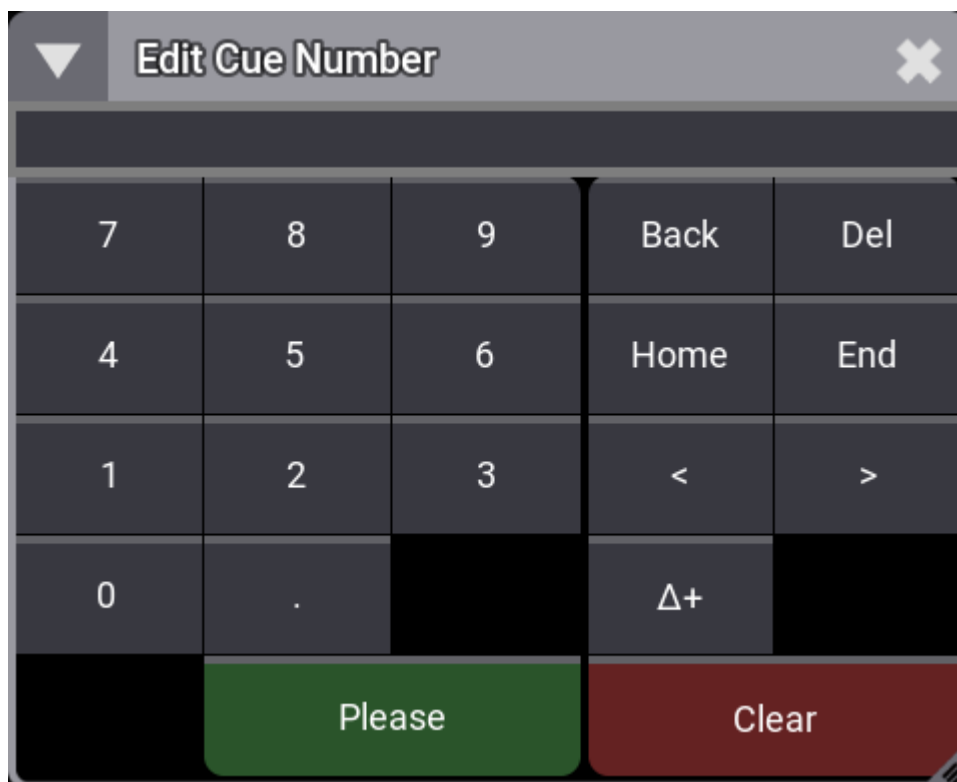 Edit Cue Number
7 8 9 Back Del
4 5 6 Home End
1 2 3 < >
0 . Δ+
Please Clear